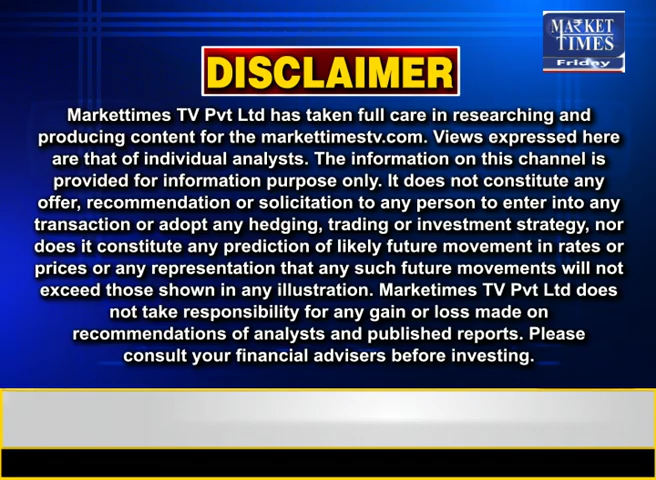 MARKET
TIMES
Friday
DISCLAIMER
Markettimes TV Pvt Ltd has taken full care in researching and
producing content for the markettimestv.com. Views expressed here
are that of individual analysts. The information on this channel is
provided for information purpose only. It does not constitute any
offer, recommendation or solicitation to any person to enter into any
transaction or adopt any hedging, trading or investment strategy, nor
does it constitute any prediction of likely future movement in rates or
prices or any representation that any such future movements will not
exceed those shown in any illustration. Marketimes TV Pvt Ltd does
not take responsibility for any gain or loss made on
recommendations of analysts and published reports. Please
consult your financial advisers before investing.